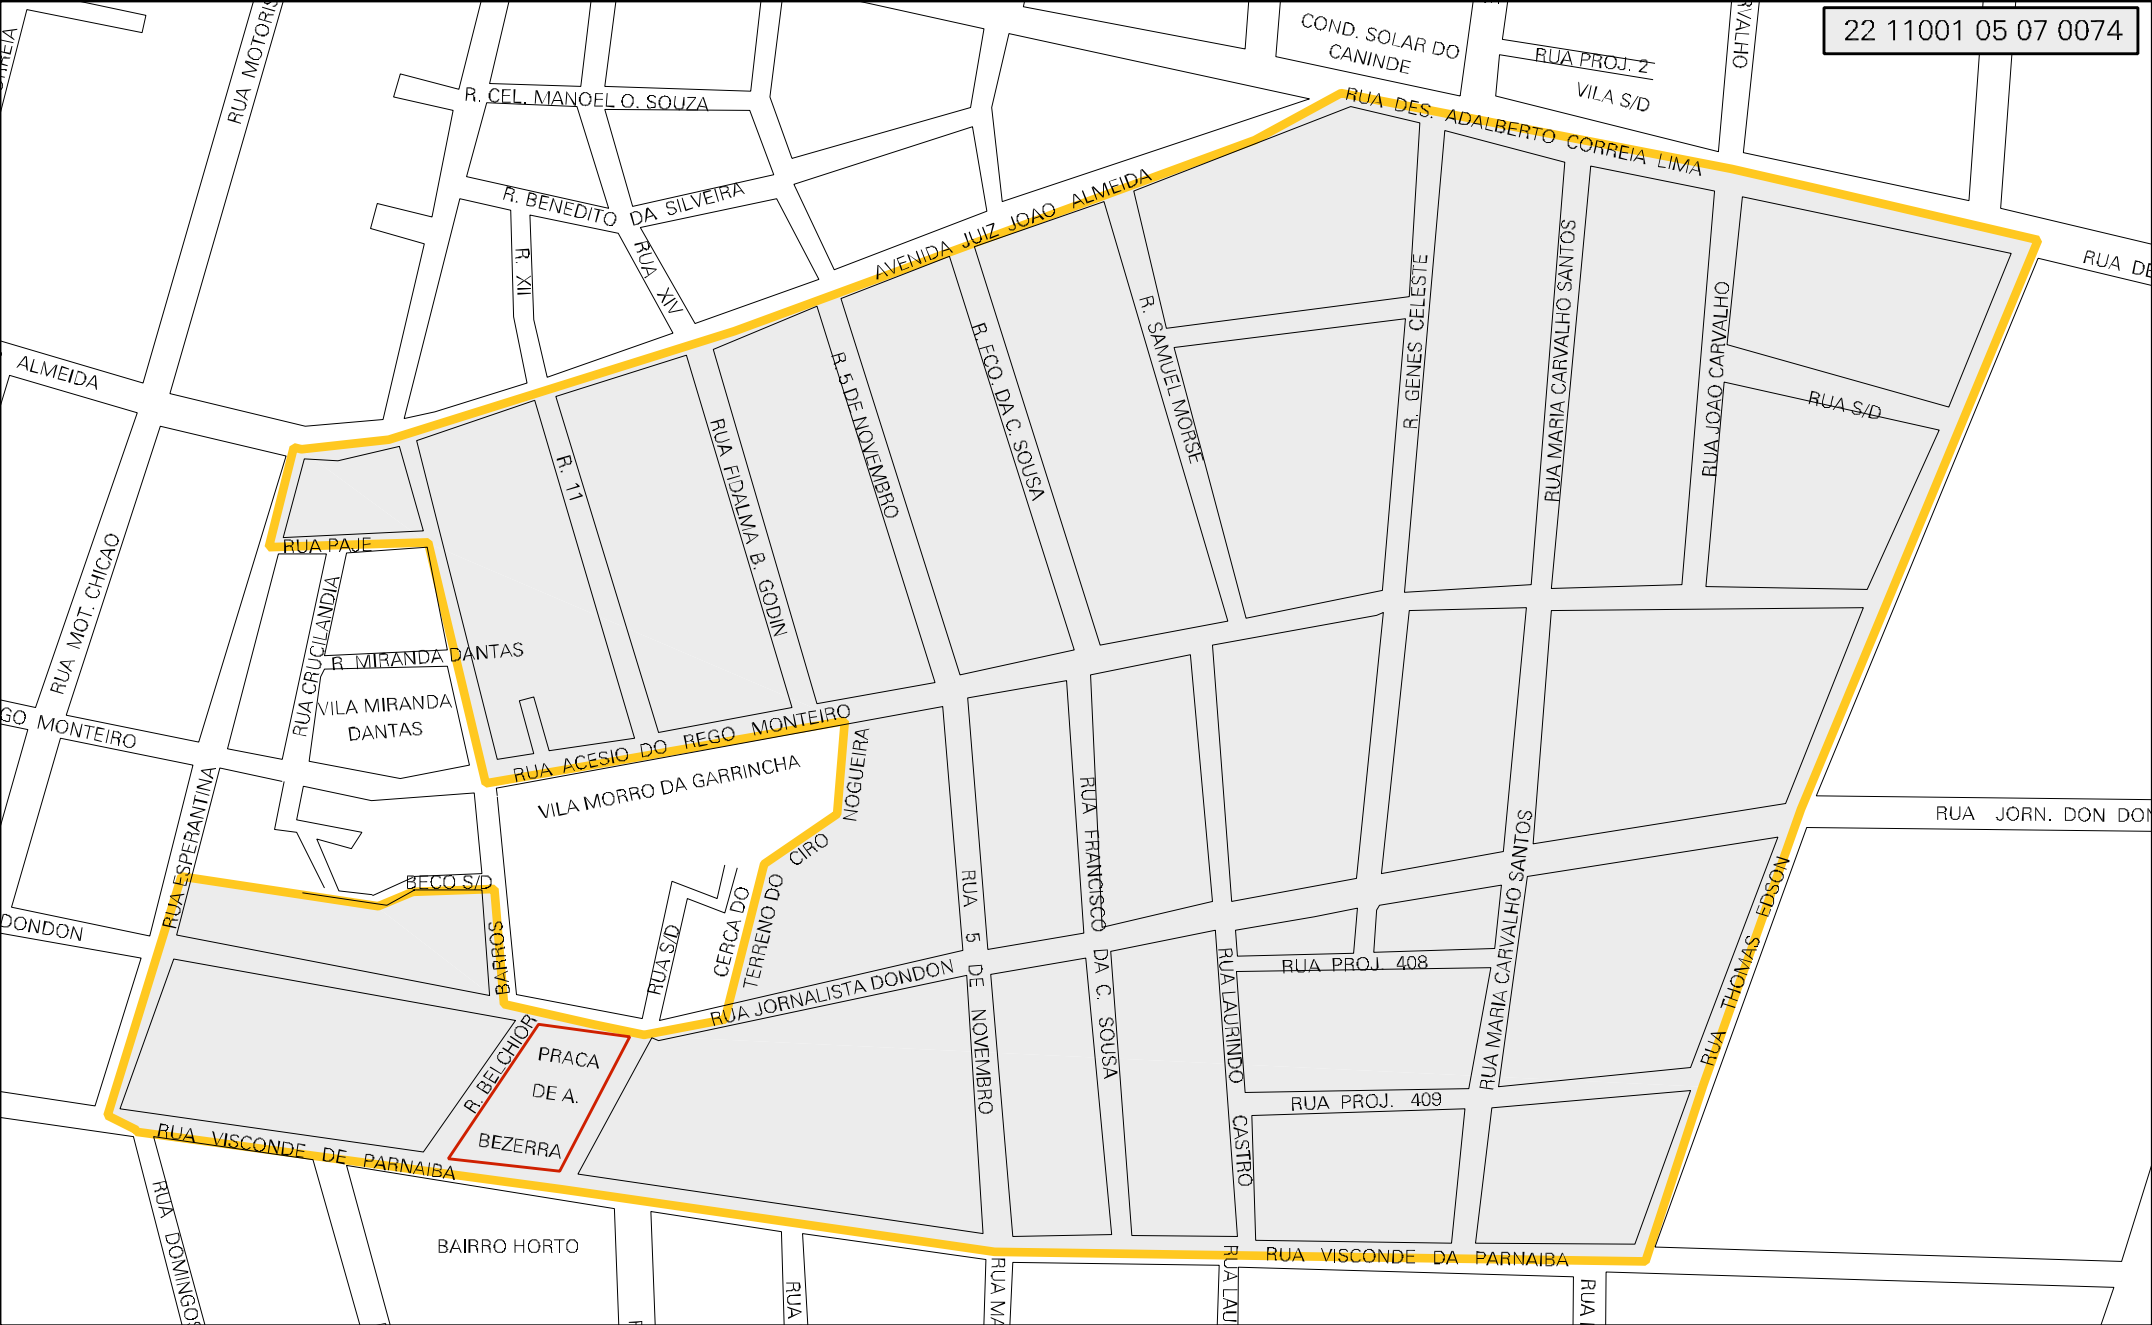 22 11001 05 07 0074
COND. SOLAR DO
CANINDE
RUA PROJ. 2
VILA S/D
RVALHO
RUA MOTORIS
R. CEL. MANOEL O. SOUZA
RUA DES. ADALBERTO CORREIA LIMA
R. BENEDITO DA SILVEIRA
AVENIDA JUIZ JOAO ALMEIDA
R. XII
RUA XIV
RUA DE
ALMEIDA
R. GENES CELESTE
RUA MARIA CARVALHO SANTOS
RUA JOAO CARVALHO
RUA S/D
R. SAMUEL MORSE
R. FCO. DA C. SOUSA
R. 5 DE NOVEMBRO
RUA FIDALMA B. GODIN
R. 11
RUA PAJE
RUA MOT. CHICAO
RUA CRUCILANDIA
R MIRANDA DANTAS
VILA MIRANDA
DANTAS
GO MONTEIRO
RUA ACESIO DO REGO MONTEIRO
VILA MORRO DA GARRINCHA
RUA ESPERANTINA
BECO S/D
DONDON
BARROS
RUA S/D
CERCA DO
TERRENO DO
CIRO
NOGUEIRA
RUA JORNALISTA DONDON
RUA 5 DE NOVEMBRO
RUA FRANCISCO DA C. SOUSA
RUA LAURINDO CASTRO
RUA PROJ. 408
RUA PROJ. 409
RUA MARIA CARVALHO SANTOS
RUA THOMAS EDSON
RUA JORN. DON DON
R. BELCHIOR
PRACA
DE A.
BEZERRA
RUA VISCONDE DE PARNAIBA
BAIRRO HORTO
RUA DOMINGOS
RUA
RUA MA
RUA LAU
RUA VISCONDE DA PARNAIBA
RUA